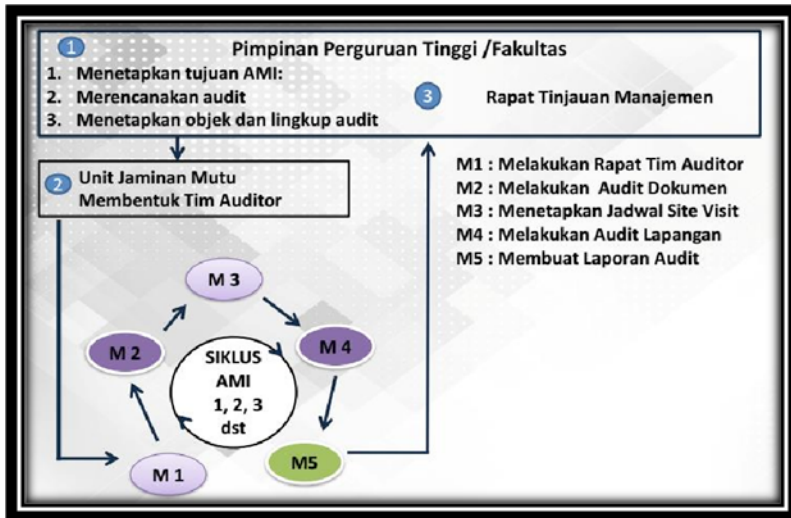 1
Pimpinan Perguruan Tinggi /Fakultas
1. Menetapkan tujuan AMI:
2. Merencanakan audit
3. Menetapkan objek dan lingkup audit
3
Rapat Tinjauan Manajemen
2
Unit Jaminan Mutu
Membentuk Tim Auditor
M1 : Melakukan Rapat Tim Auditor
M2 : Melakukan Audit Dokumen
M3 : Menetapkan Jadwal Site Visit
M4 : Melakukan Audit Lapangan
M5 : Membuat Laporan Audit
M 3
M 2
M 4
SIKLUS
AMI
1, 2, 3
dst
M 1
M5